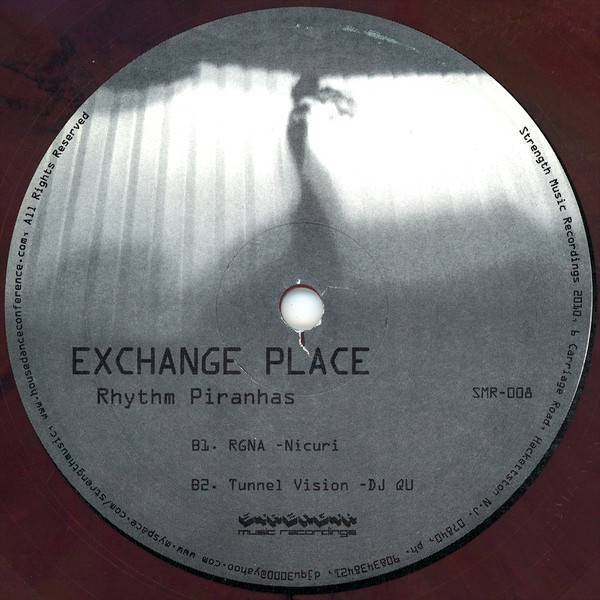 EXCHANGE PLACE
Rhythm Piranhas
SMR-008
B1. RGNA -Nicuri
B2. Tunnel Vision -DJ QU
music recordings
Strength Music Recordings 2010, 6 Carriage Road, Hackettston N.J. 07840, ph. 9083438421, djqu3000@yahoo.com www.myspace.com/strengthmusic, www.housedanceconference.com, All Rights Reserved